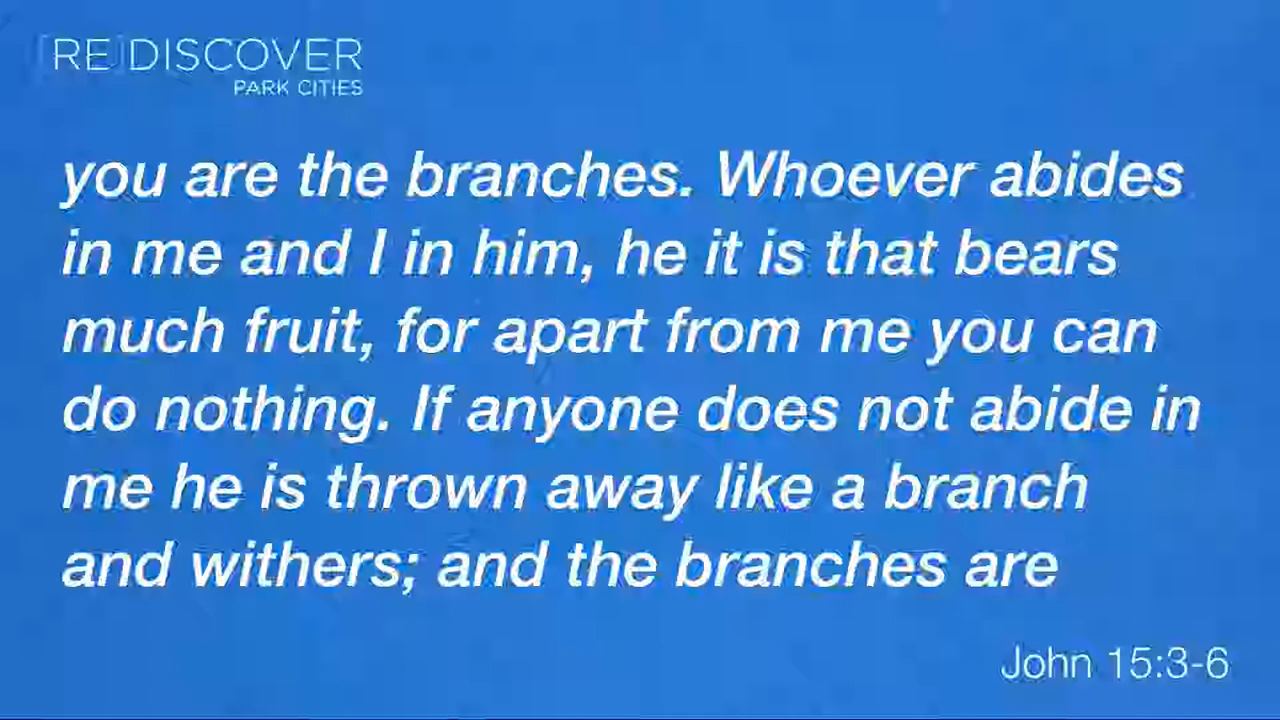 [RE]DISCOVER
PARK CITIES
you are the branches. Whoever abides
in me and I in him, he it is that bears
much fruit, for apart from me you can
do nothing. If anyone does not abide in
me he is thrown away like a branch
and withers; and the branches are
John 15:3-6